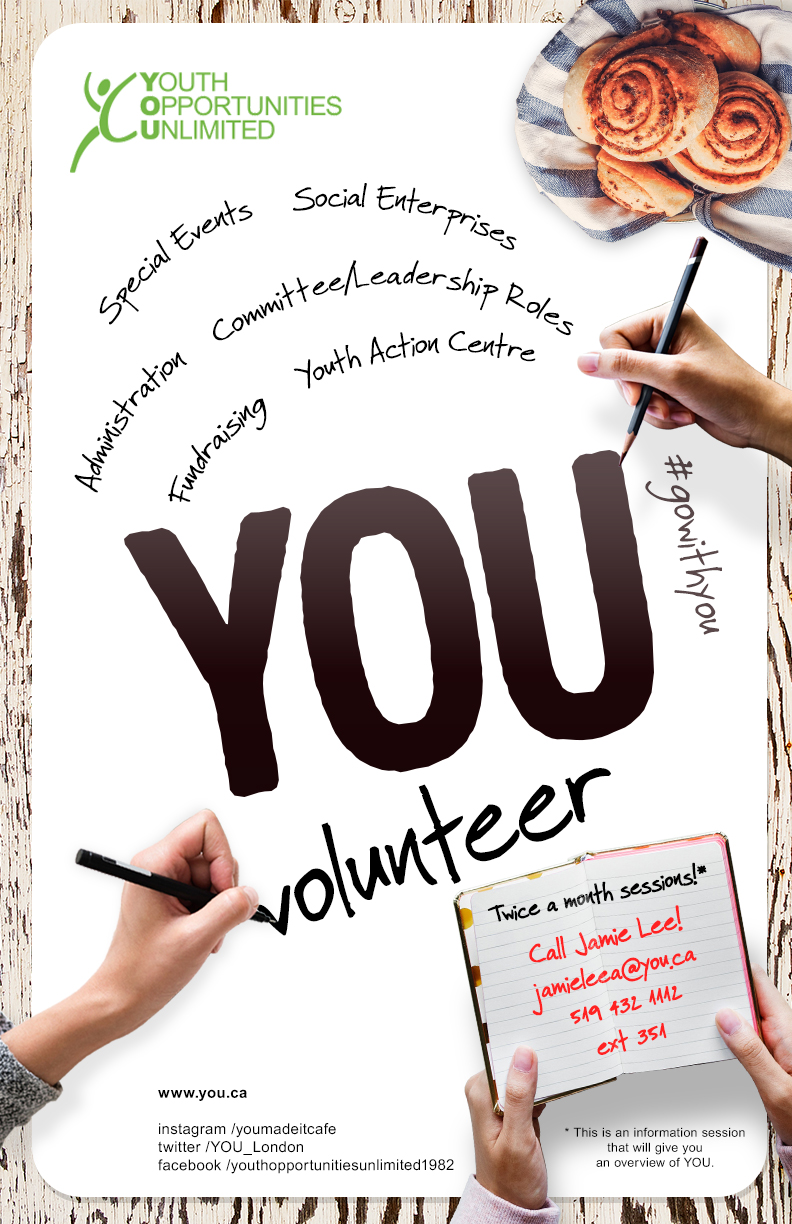 YOUTH
OPPORTUNITIES
UNLIMITED
Special Events
Social Enterprises
Committee/Leadership Roles
Administration
Youth Action Centre
Fundraising
#gowithyou
YOU
volunteer
Twice a month sessions!*
Call Jamie Lee!
jamieleea@you.ca
519 432 1112
ext 351
www.you.ca
instagram /youmadeitcafe
twitter /YOU_London
facebook /youthopportunitiesunlimited1982
* This is an information session
that will give you
an overview of YOU.